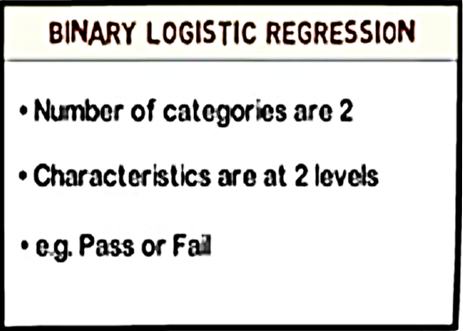 BINARY LOGISTIC REGRESSION
• Number of categories are 2
• Characteristics are at 2 levels
• e.g. Pass or Fail